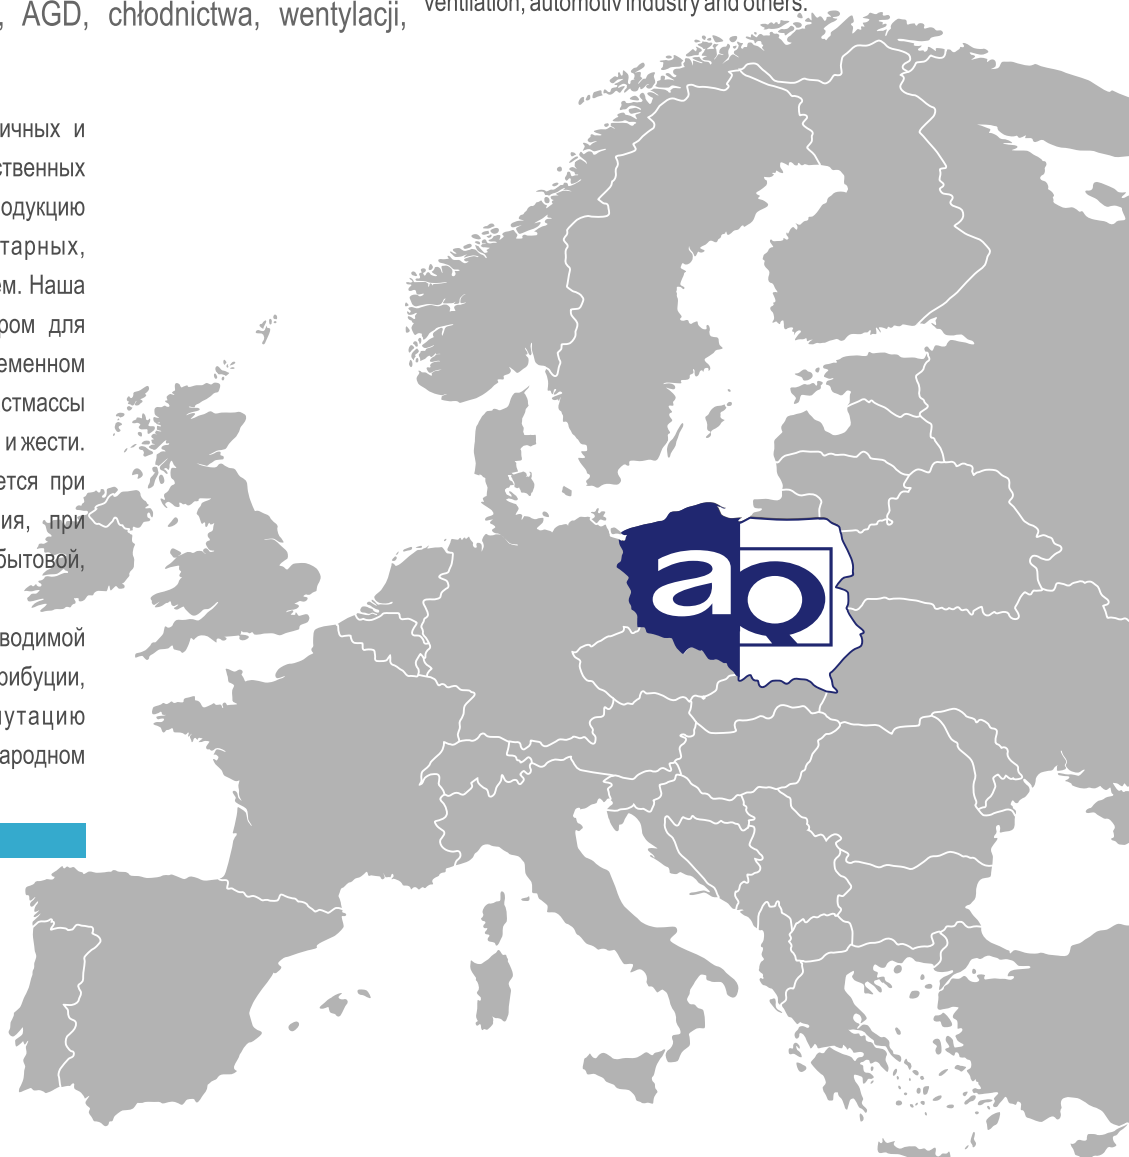 , AGD, chłodnictwa, wentylacji,
ventilation, automotiv industry and others.
ичных и
ственных
одукцию
тарных,
ем. Наша
ром для
еменном
стмассы
и жести.
ется при
ия, при
бытовой,
водимой
рибуции,
путацию
ародном
aQ